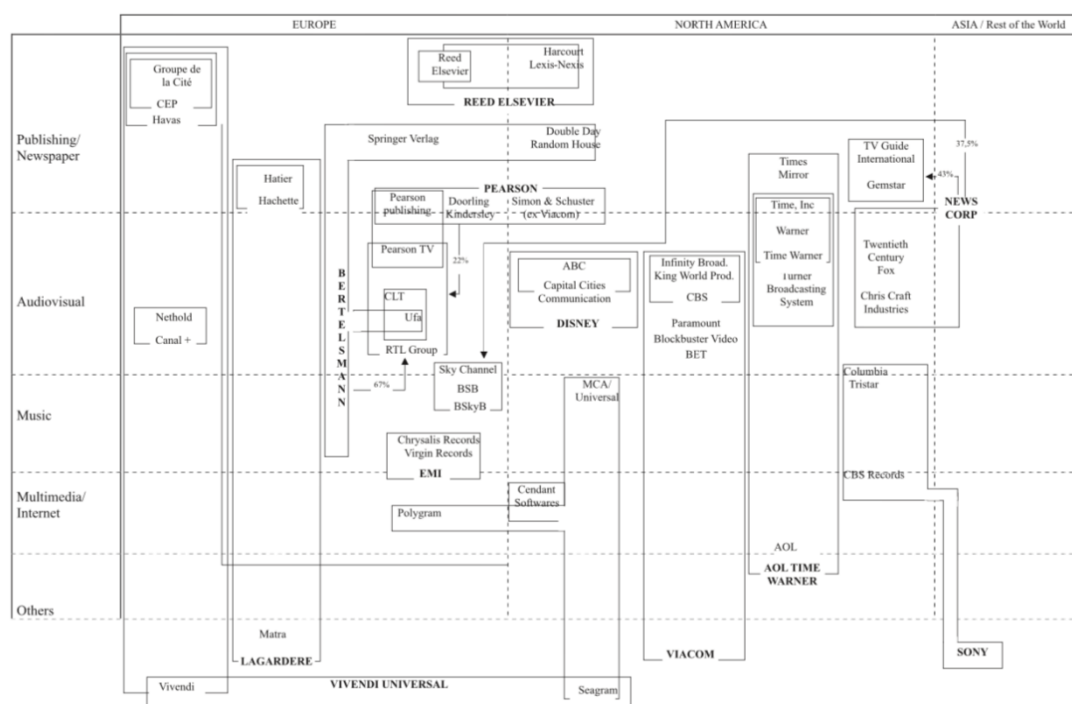 EUROPE
NORTH AMERICA
ASIA / Rest of the World
Publishing/
Newspaper
Groupe de
la Cité
CEP
Havas
Reed
Elsevier
Harcourt
Lexis-Nexis
REED ELSEVIER
Springer Verlag
Double Day
Random House
Hatier
Hachette
PEARSON
Pearson
publishing
Doorling
Kindersley
Simon & Schuster
(ex Viacom)
Times
Mirror
Time, Inc
Warner
Time Warner
Turner
Broadcasting
System
TV Guide
International
Gemstar
37,5%
43%
NEWS
CORP
Audiovisual
Nethold
Canal +
BERTELSMANN
Pearson TV
22%
CLT
Ufa
RTL Group
67%
Sky Channel
BSB
BSkyB
ABC
Capital Cities
Communication
DISNEY
Infinity Broad.
King World Prod.
CBS
Paramount
Blockbuster Video
BET
Twentieth
Century
Fox
Chris Craft
Industries
Music
Chrysalis Records
Virgin Records
EMI
MCA/
Universal
Columbia
Tristar
CBS Records
Multimedia/
Internet
Polygram
Cendant
Softwares
AOL
AOL TIME
WARNER
Others
Matra
LAGARDERE
VIACOM
SONY
Vivendi
VIVENDI UNIVERSAL
Seagram